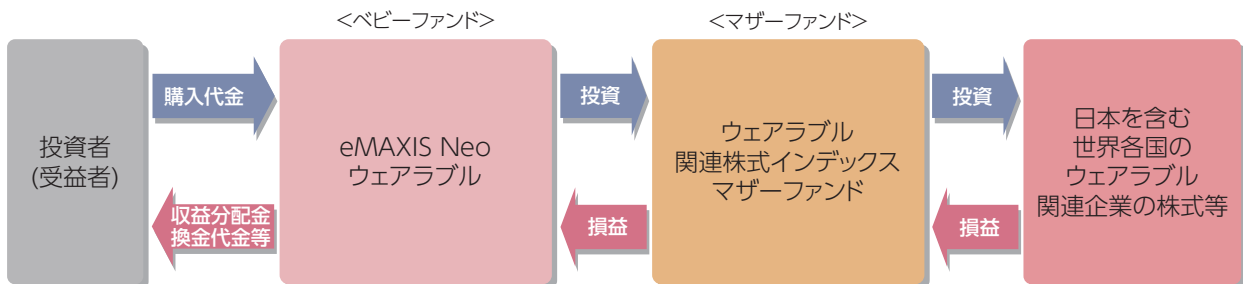 <ベビーファンド>
<マザーファンド>
投資者
(受益者)
購入代金
収益分配金
換金代金等
eMAXIS Neo
ウェアラブル
投資
損益
ウェアラブル
関連株式インデックス
マザーファンド
投資
損益
日本を含む
世界各国の
ウェアラブル
関連企業の株式等